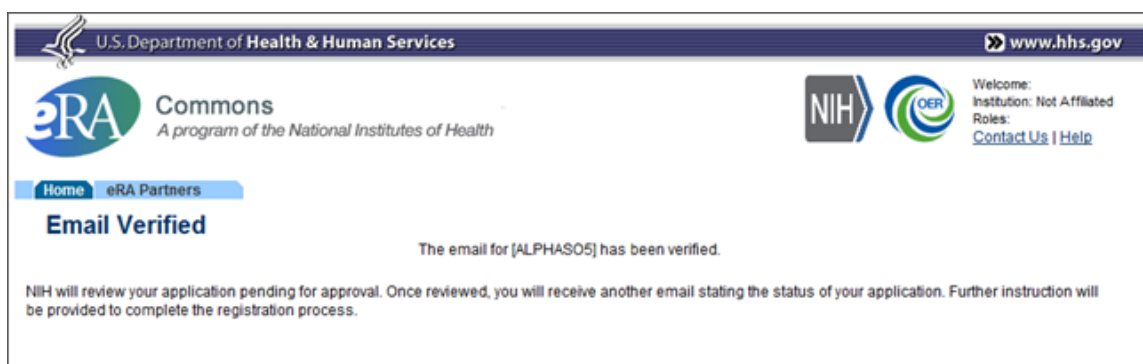 U.S. Department of Health & Human Services
www.hhs.gov
eRA
Commons
A program of the National Institutes of Health
NIH
OER
Welcome:
Institution: Not Affiliated
Roles:
Contact Us | Help
Home eRA Partners
Email Verified
The email for [ALPHASO5] has been verified.
NIH will review your application pending for approval. Once reviewed, you will receive another email stating the status of your application. Further instruction will
be provided to complete the registration process.